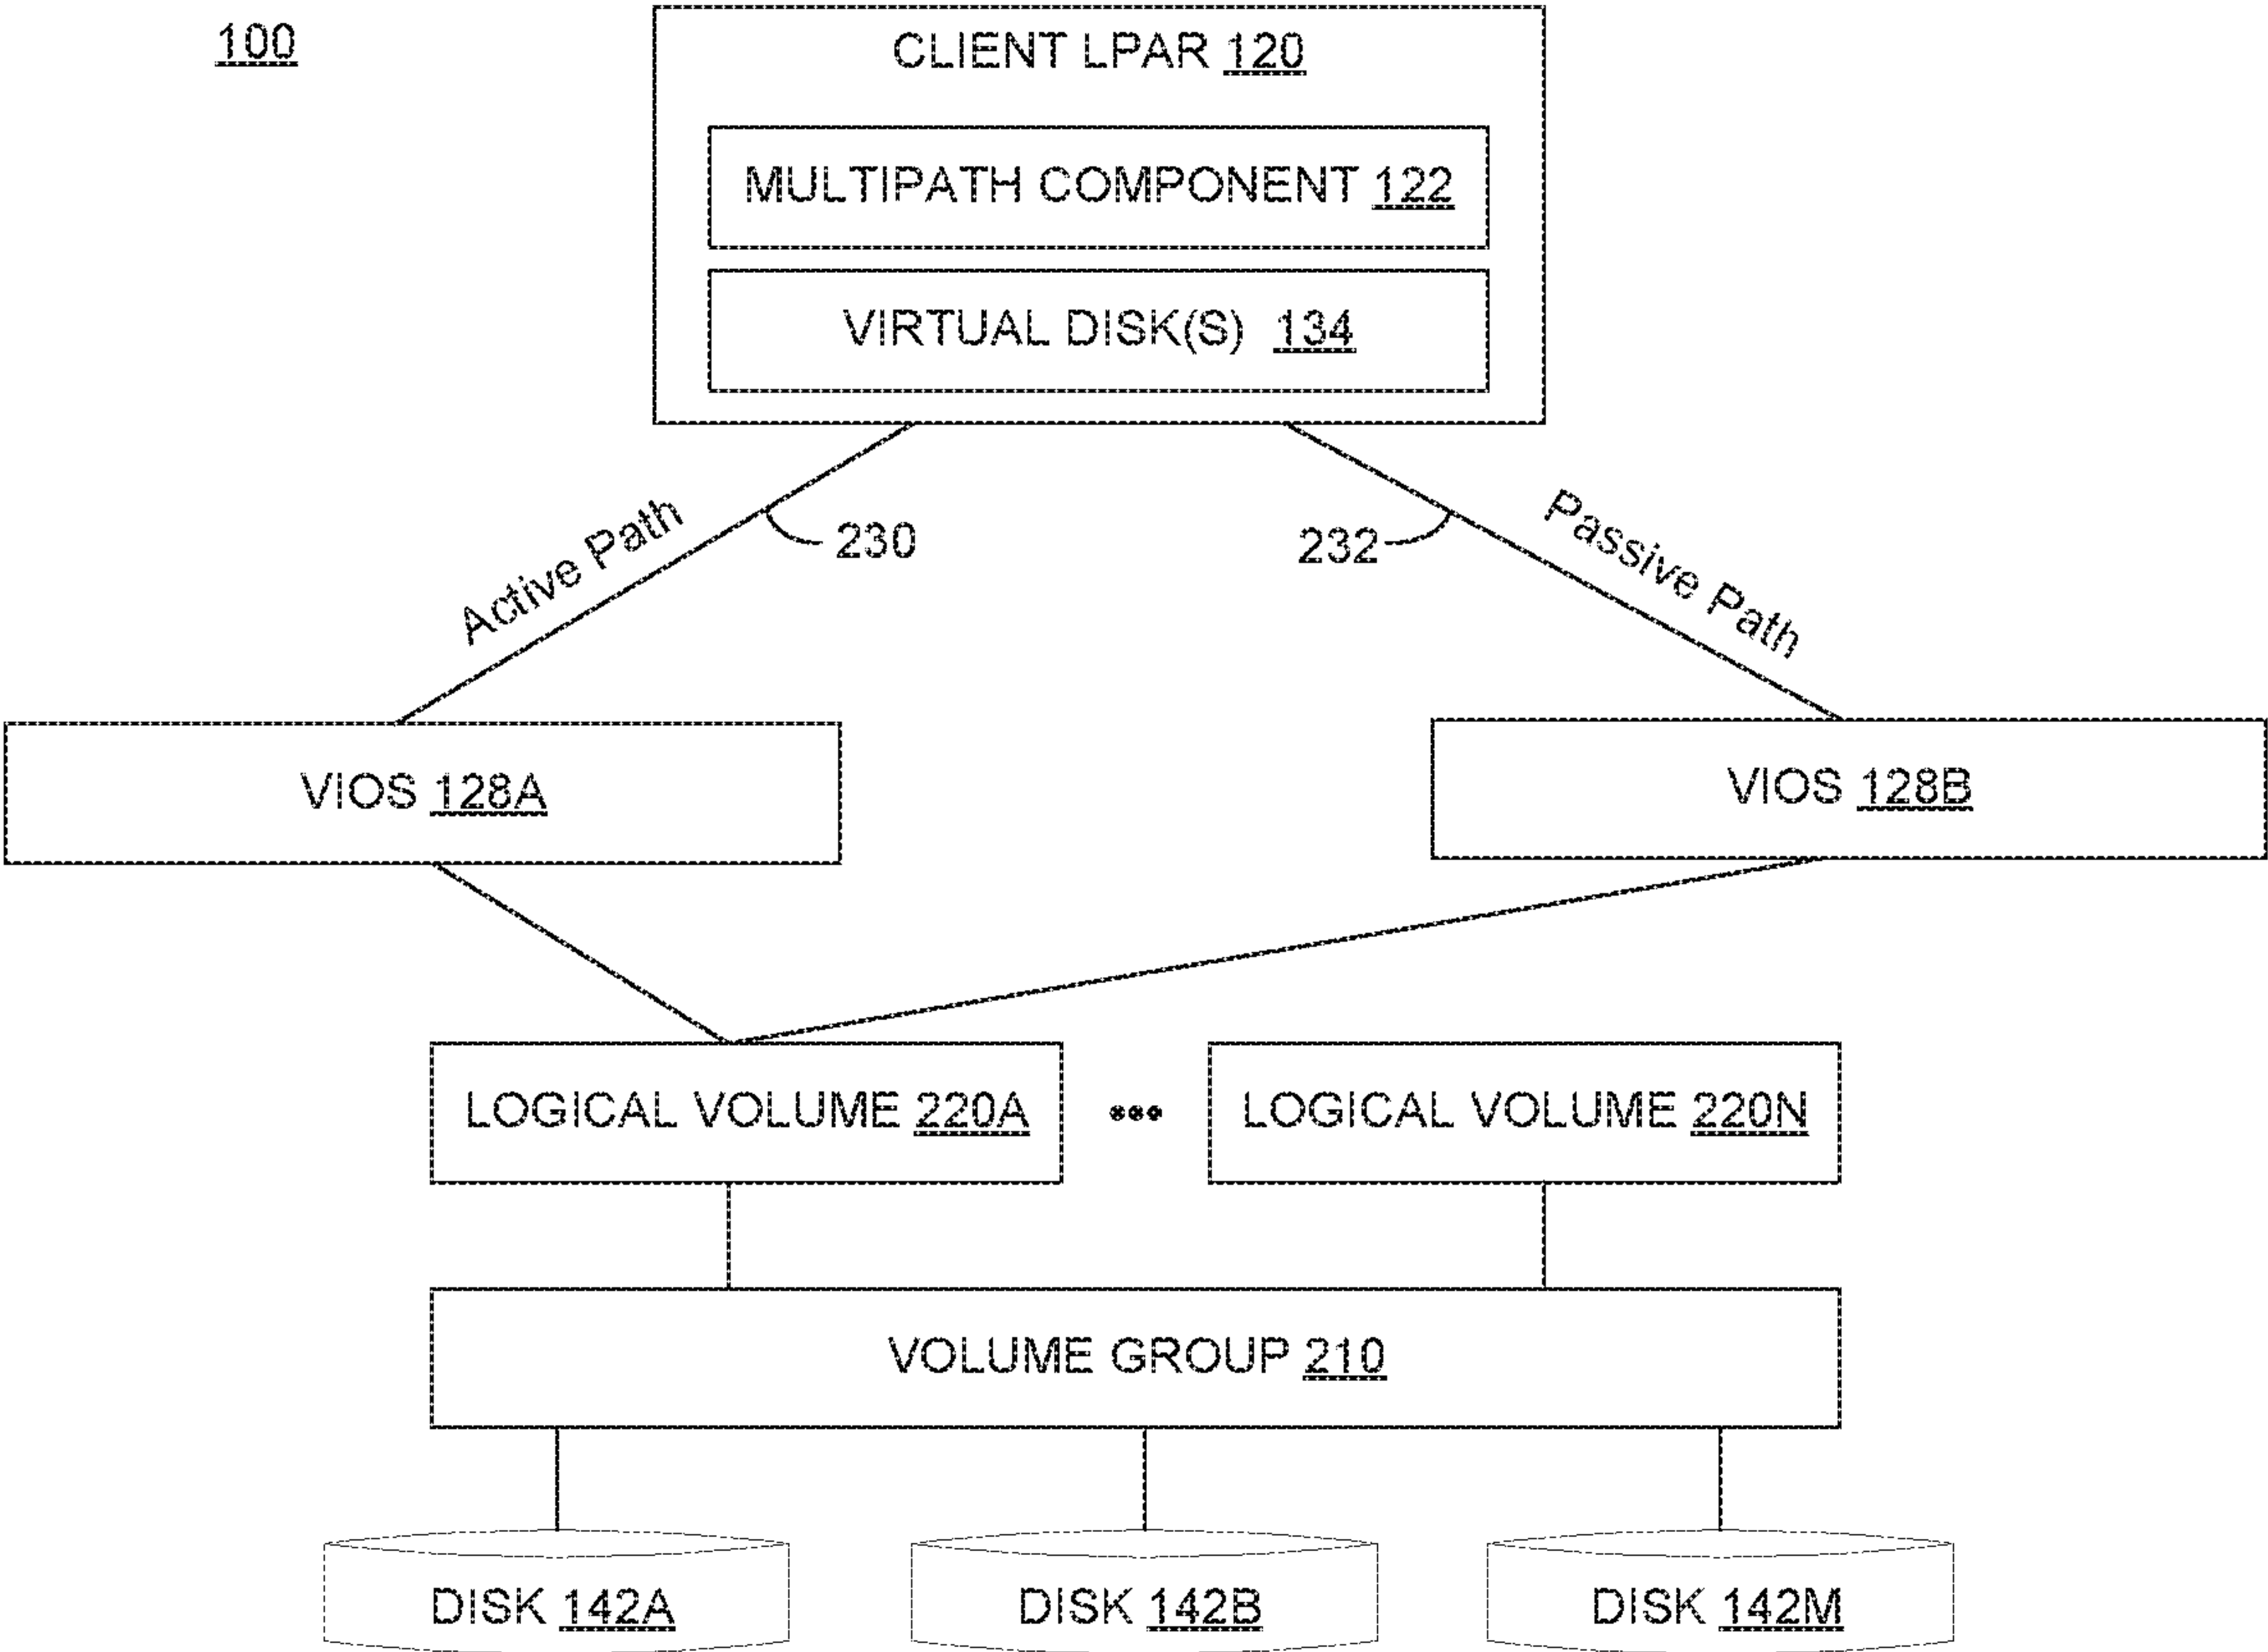 100
CLIENT LPAR 120
MULTIPATH COMPONENT 122
VIRTUAL DISK(S) 134
Active Path
230
232
Passive Path
VIOS 128A
VIOS 128B
LOGICAL VOLUME 220A
•••
LOGICAL VOLUME 220N
VOLUME GROUP 210
DISK 142A
DISK 142B
DISK 142M